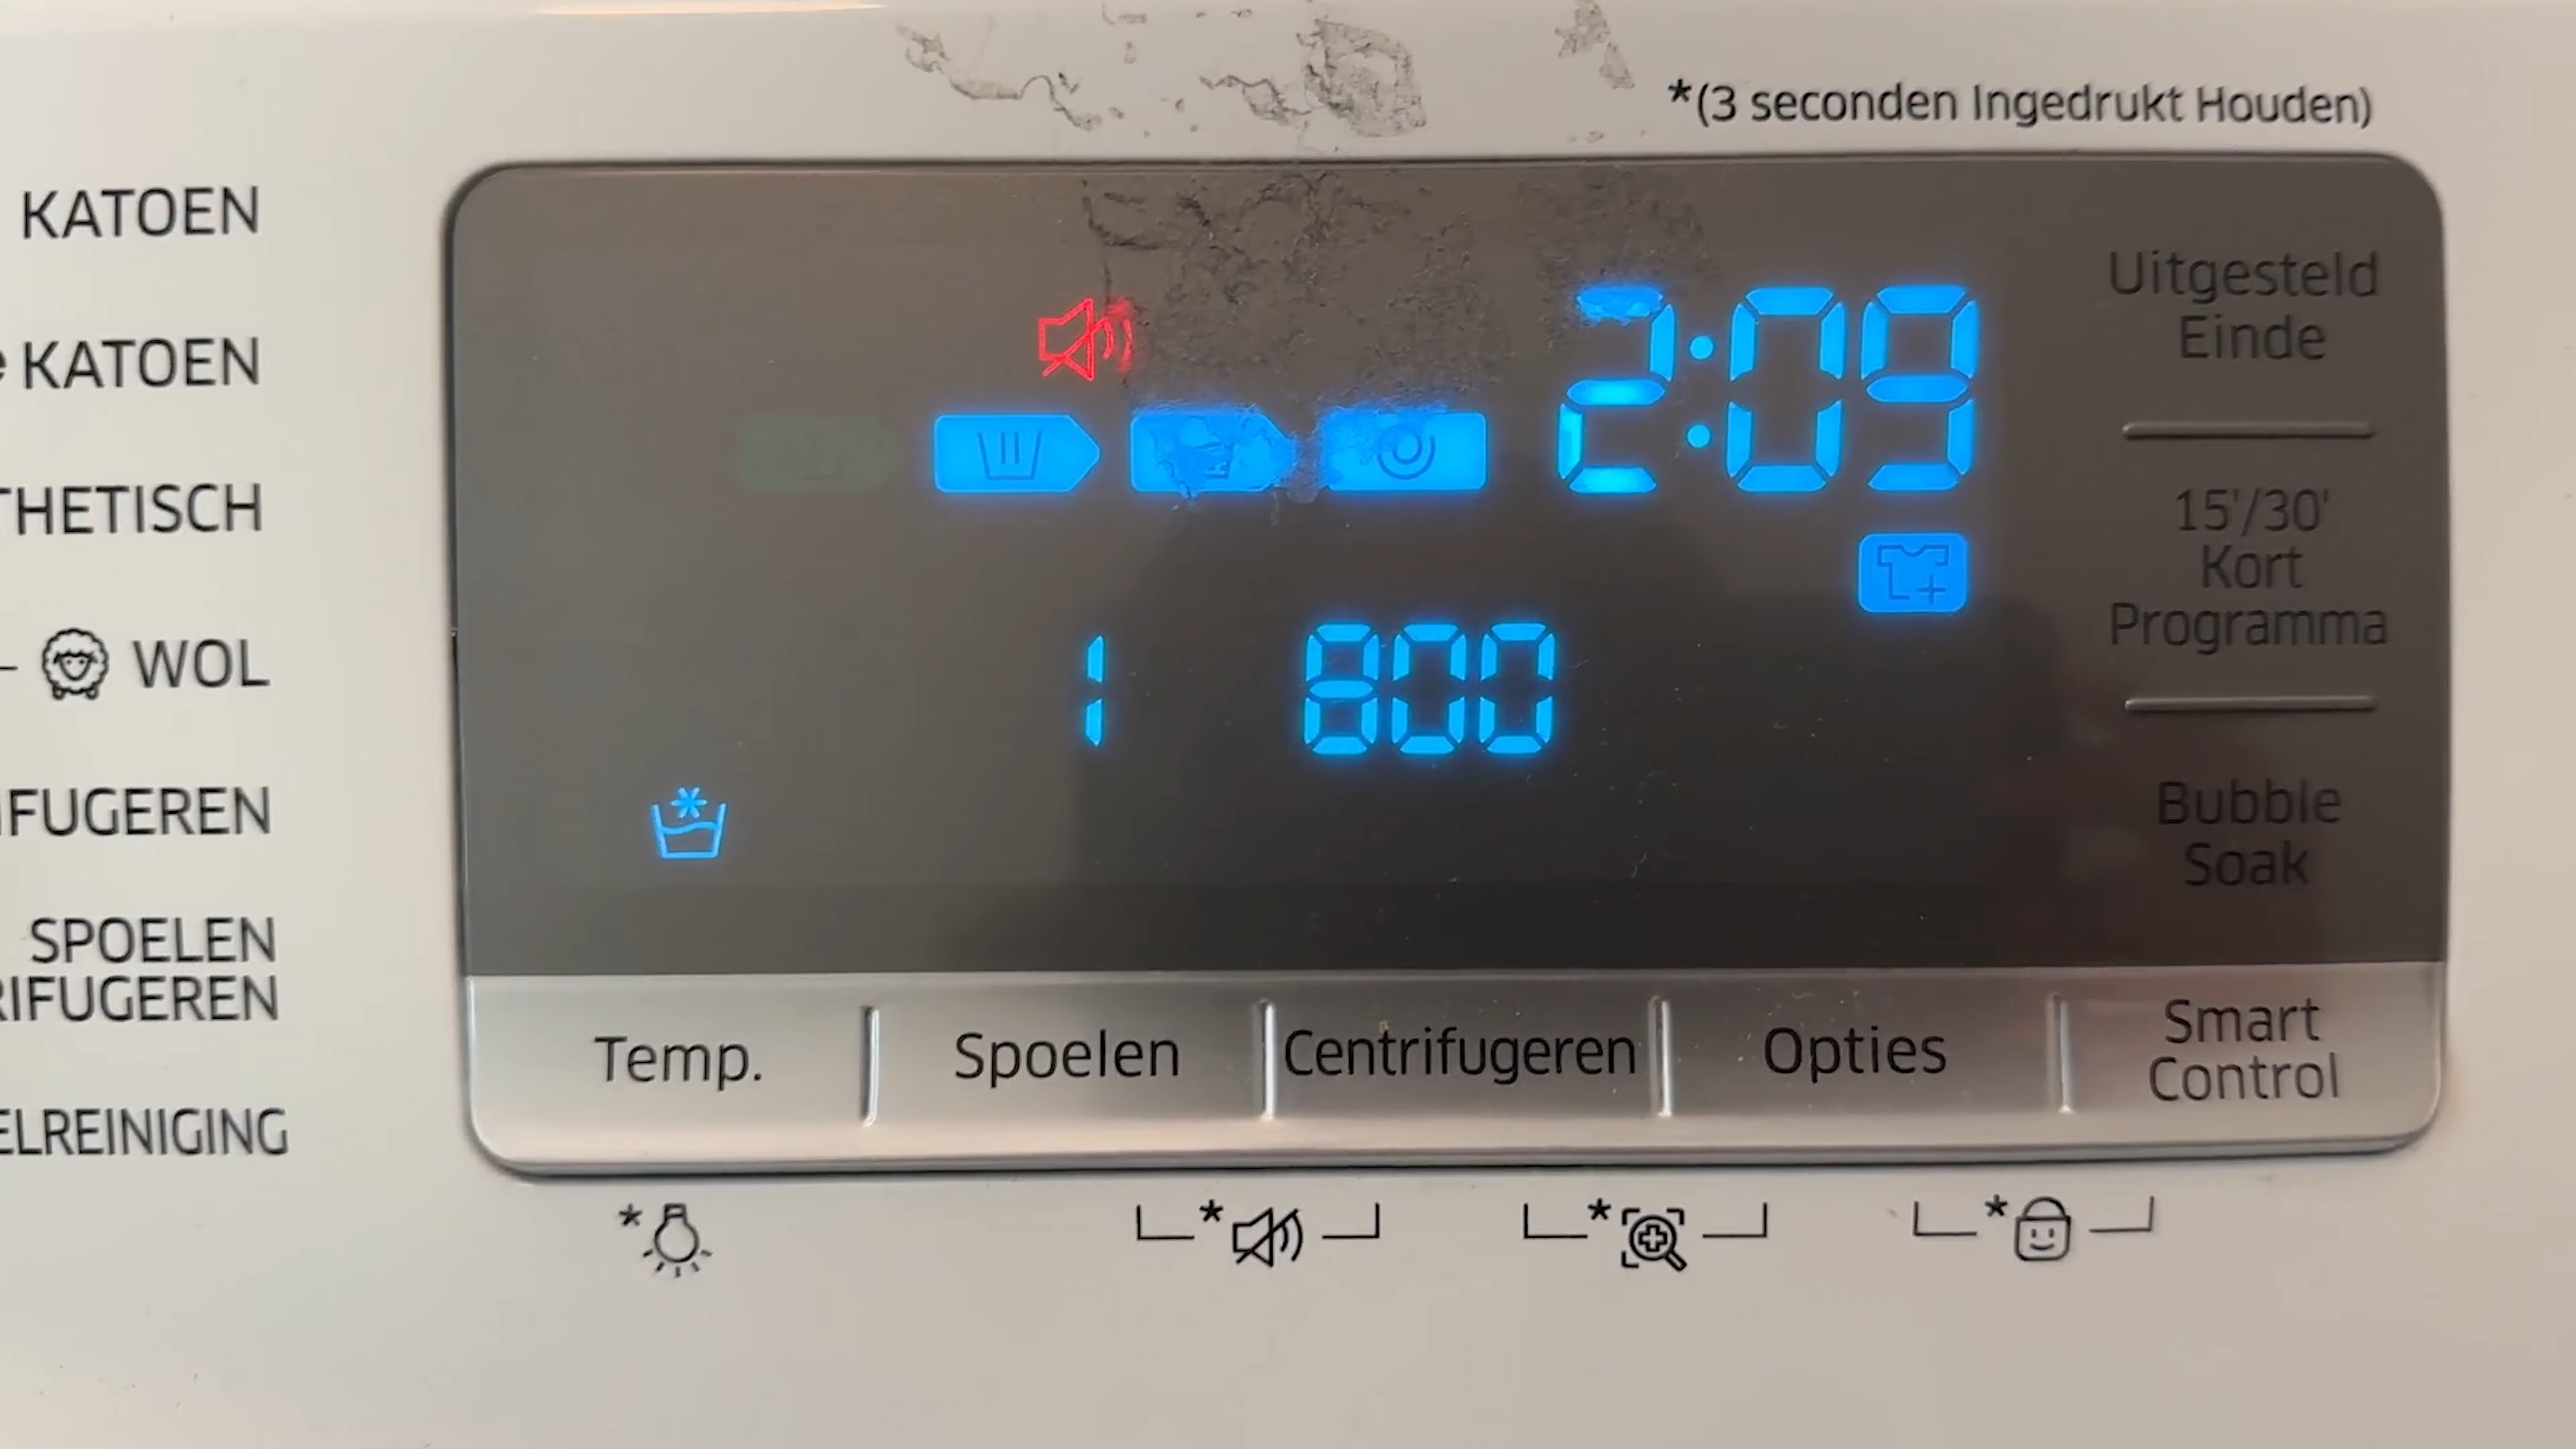 *(3 seconden Ingedrukt Houden)
KATOEN
KATOEN
THETISCH
WOL
IFUGEREN
SPOELEN
RIFUGEREN
ELREINIGING
2:09
1
800
Uitgesteld
Einde
15'/30'
Kort
Programma
Bubble
Soak
Temp.
Spoelen
Centrifugeren
Opties
Smart
Control
*
*
*
*